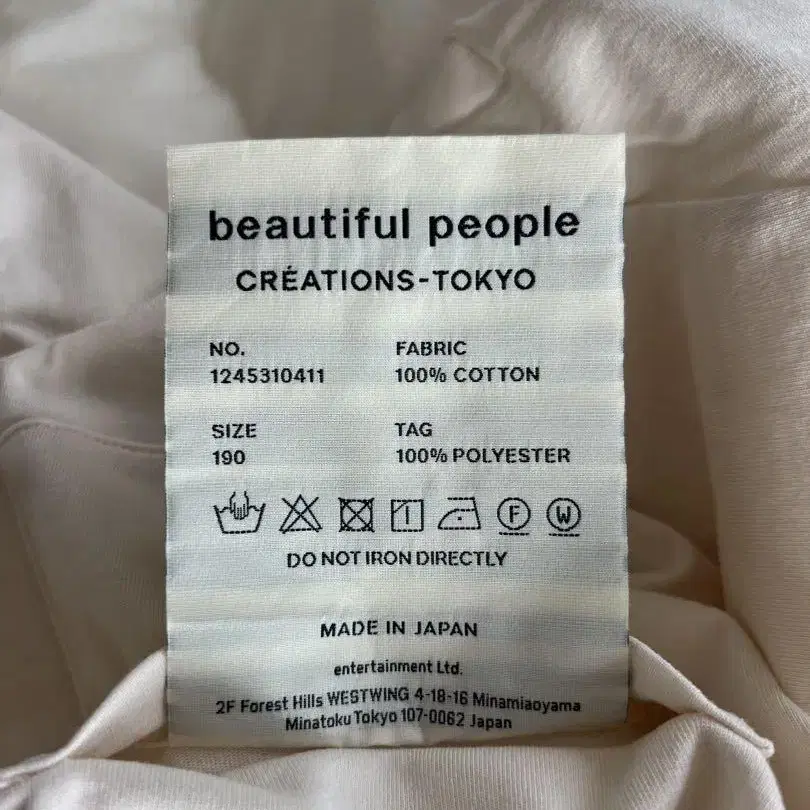 beautiful people
CRÉATIONS-TOKYO
NO.
1245310411
FABRIC
100% COTTON
SIZE
190
TAG
100% POLYESTER
F W
DO NOT IRON DIRECTLY
MADE IN JAPAN
entertainment Ltd.
2F Forest Hills WESTWING 4-18-16 Minamiaoyama
Minatoku Tokyo 107-0062 Japan